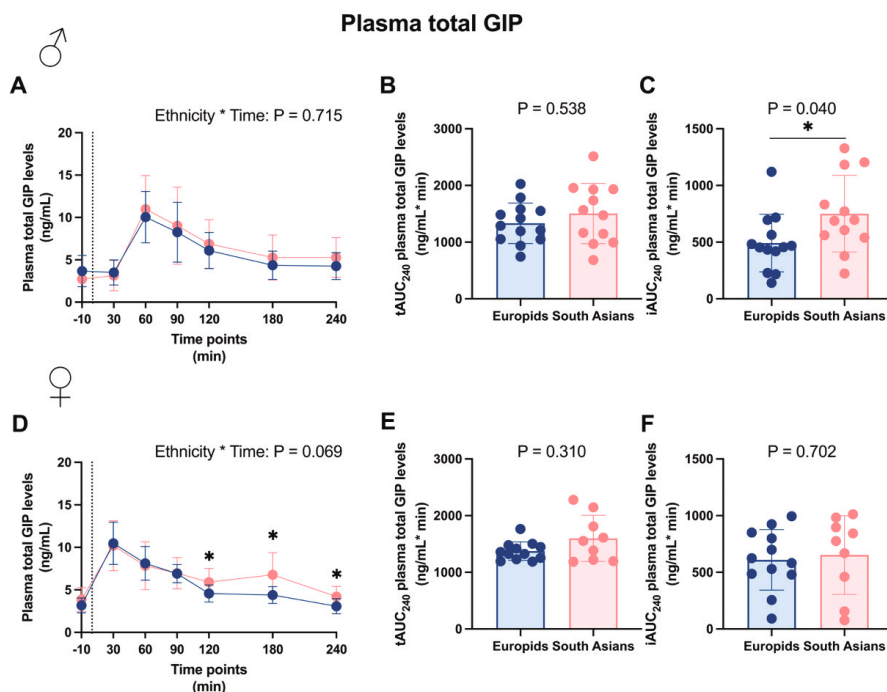 Plasma total GIP
♂
A
Ethnicity * Time: P = 0.715
Plasma total GIP levels
(ng/mL)
20
15
10
5
0
-10 30 60 90 120 180 240
Time points
(min)
B
P = 0.538
tAUC240 plasma total GIP levels
(ng/mL* min)
3000
2000
1000
0
Europids South Asians
C
P = 0.040
*
iAUC240 plasma total GIP levels
(ng/mL* min)
1500
1000
500
0
Europids South Asians
♀
D
Ethnicity * Time: P = 0.069
Plasma total GIP levels
(ng/mL)
20
15
10
5
0
* * *
-10 30 60 90 120 180 240
Time points
(min)
E
P = 0.310
tAUC240 plasma total GIP levels
(ng/mL* min)
3000
2000
1000
0
Europids South Asians
F
P = 0.702
iAUC240 plasma total GIP levels
(ng/mL* min)
1500
1000
500
0
Europids South Asians